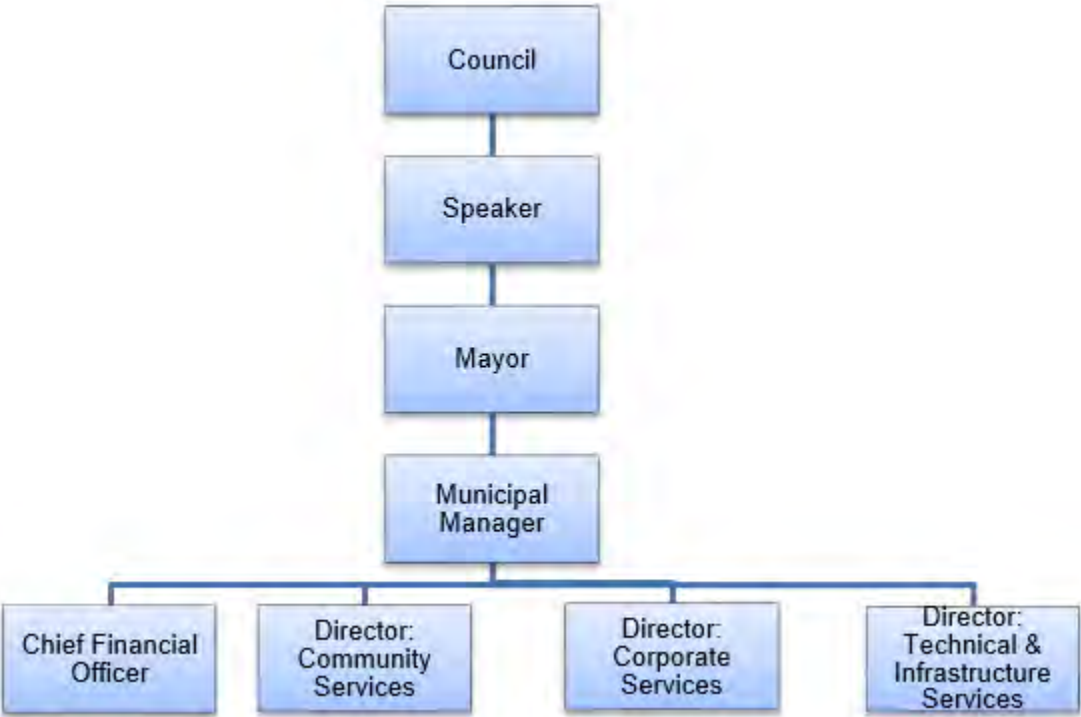 Council
Speaker
Mayor
Municipal
Manager
Chief Financial
Officer
Director:
Community
Services
Director:
Corporate
Services
Director:
Technical &
Infrastructure
Services